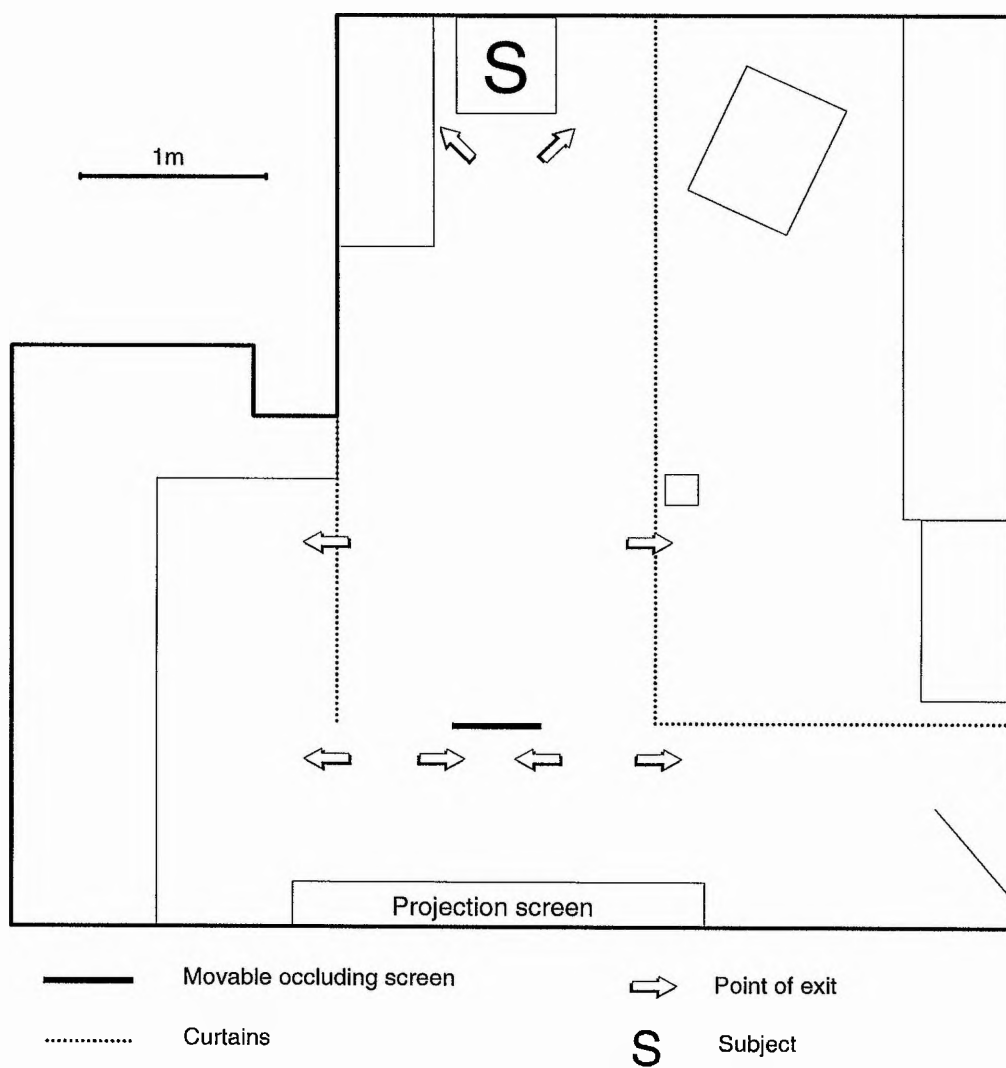 S
1m
Projection screen
Movable occluding screen
Point of exit
Curtains
S
Subject